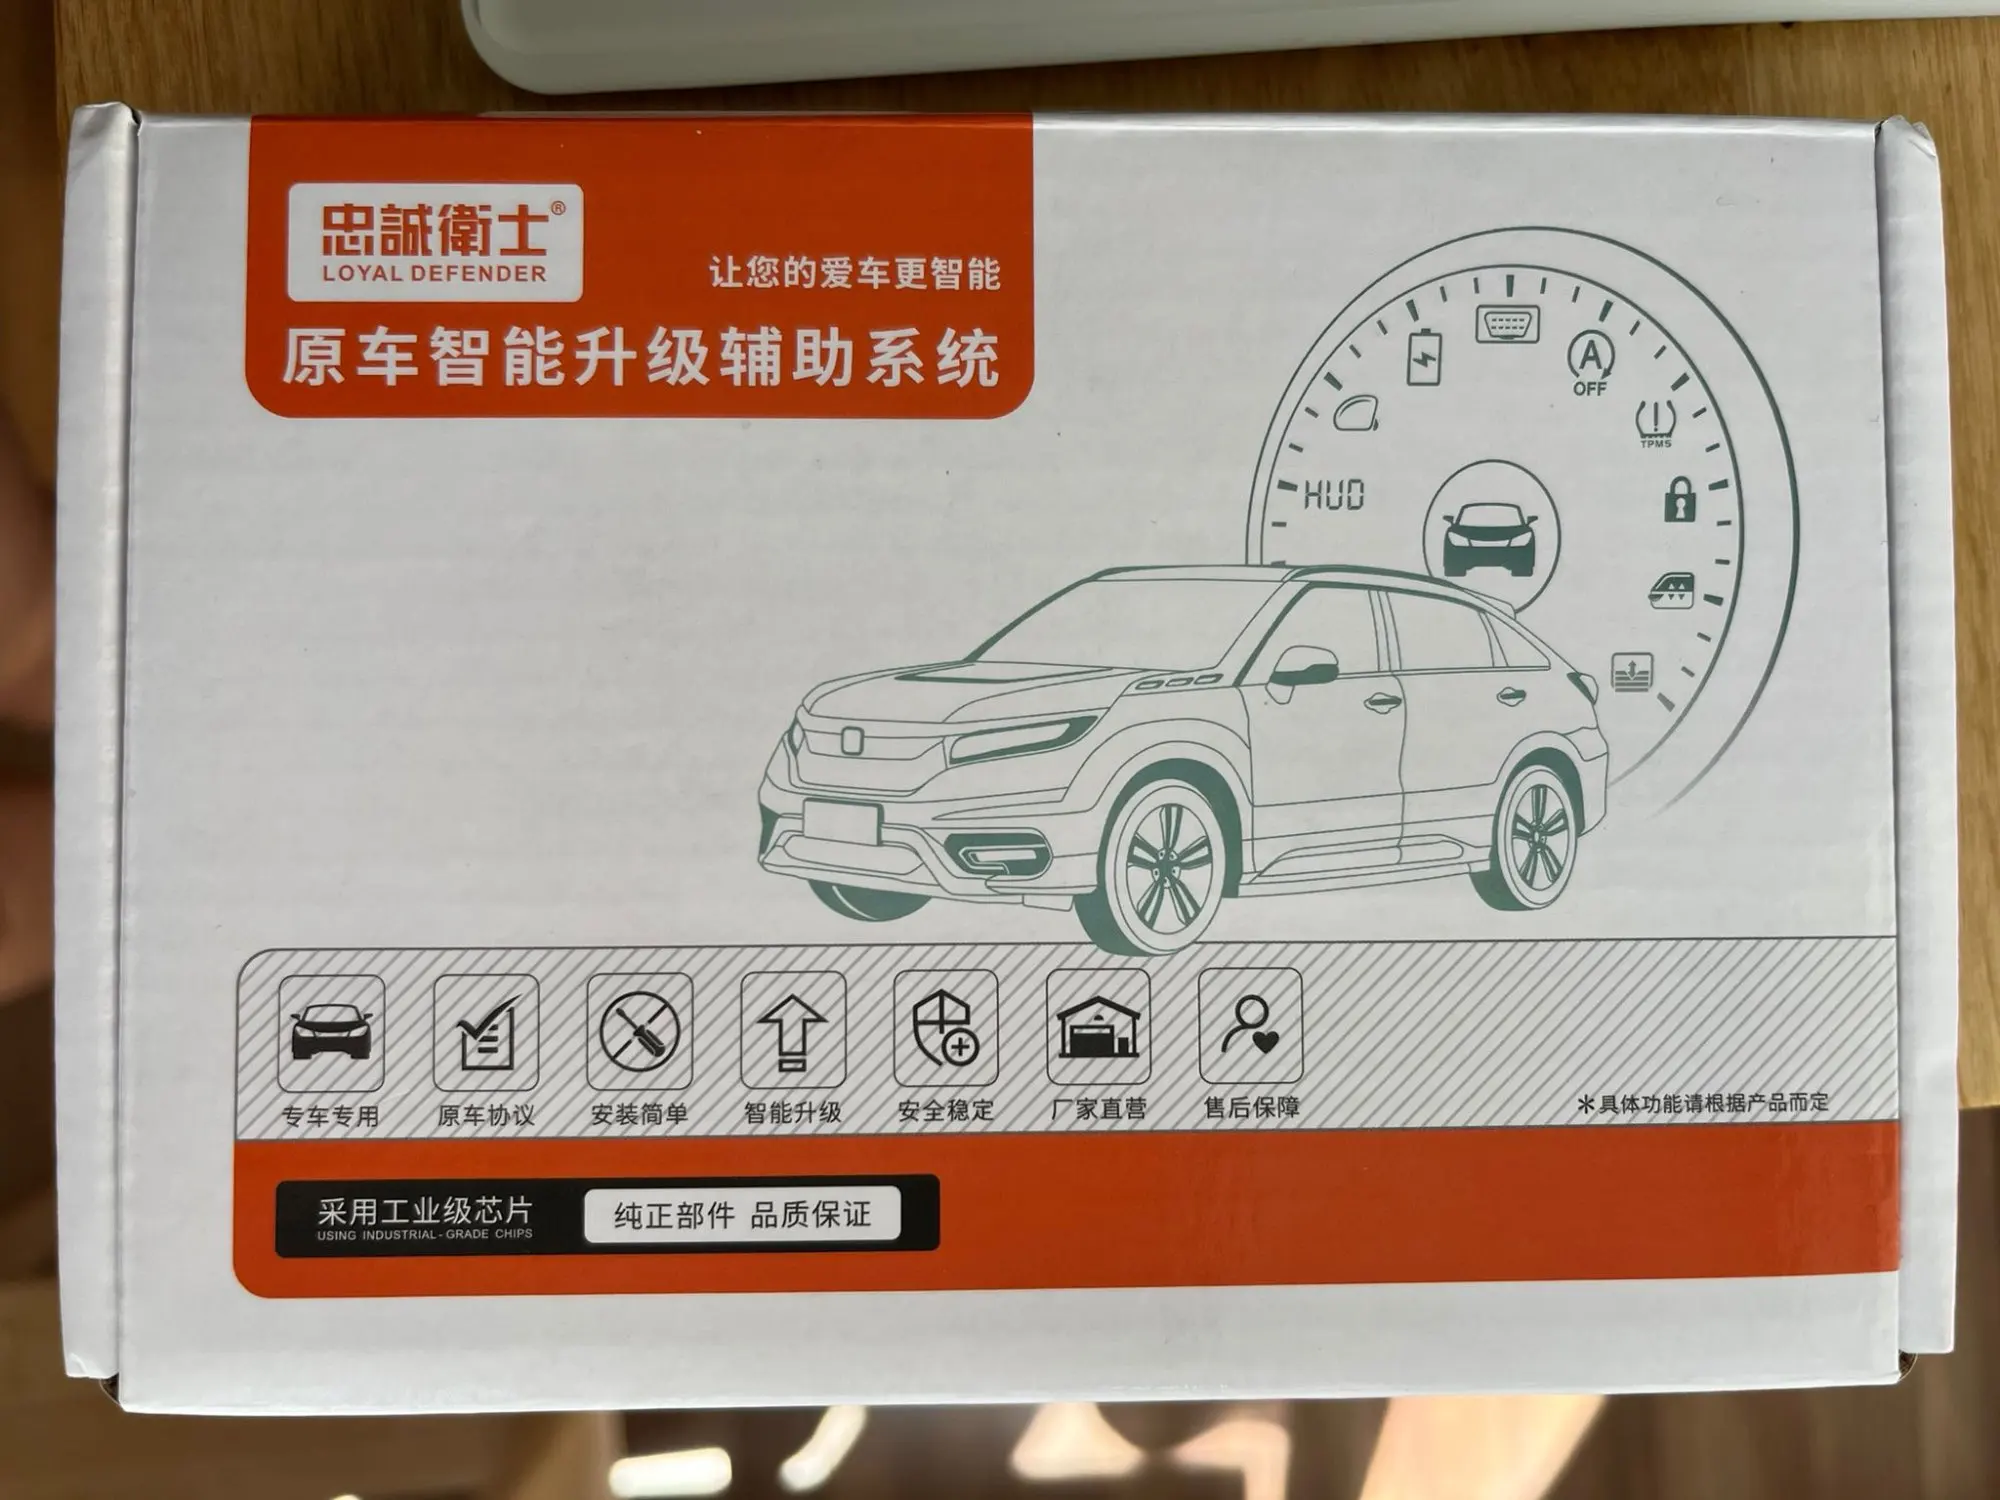 忠誠衛士®
LOYAL DEFENDER
让您的爱车更智能
原车智能升级辅助系统
A
OFF
TPMS
HUD
专车专用
原车协议
安装简单
智能升级
安全稳定
厂家直营
售后保障
*具体功能请根据产品而定
采用工业级芯片
USING INDUSTRIAL-GRADE CHIPS
纯正部件 品质保证